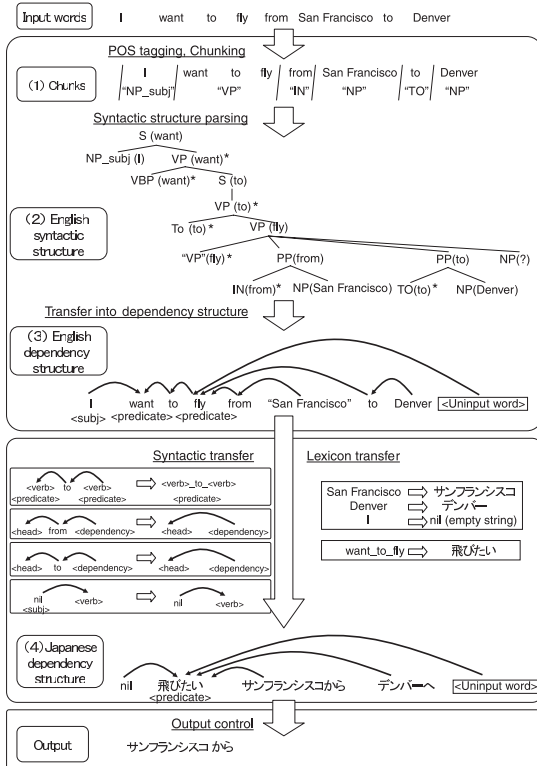 Input words I want to fly from San Francisco to Denver
POS tagging, Chunking
(1) Chunks I want to fly from San Francisco to Denver
"NP_subj" "VP" "IN" "NP" "TO" "NP"
Syntactic structure parsing
S (want)
NP_subj (I) VP (want)*
VBP (want)* S (to)
VP (to)*
(2) English syntactic structure
To (to)* VP (fly)
"VP"(fly)* PP(from) PP(to) NP(?)
IN(from)* NP(San Francisco) TO(to)* NP(Denver)
Transfer into dependency structure
(3) English dependency structure
I want to fly from "San Francisco" to Denver <Uninput word>
<subj> <predicate> <predicate>
Syntactic transfer Lexicon transfer
<verb> to <verb> <verb>_to_<verb>
<predicate> <predicate> <predicate>
<head> from <dependency> <head> <dependency>
<head> to <dependency> <head> <dependency>
nil <verb> nil <verb>
<subj>
San Francisco サンフランシスコ
Denver デンバー
I nil (empty string)
want_to_fly 飛びたい
(4) Japanese dependency structure
nil 飛びたい サンフランシスコから デンバーへ <Uninput word>
<predicate>
Output control
Output サンフランシスコ から